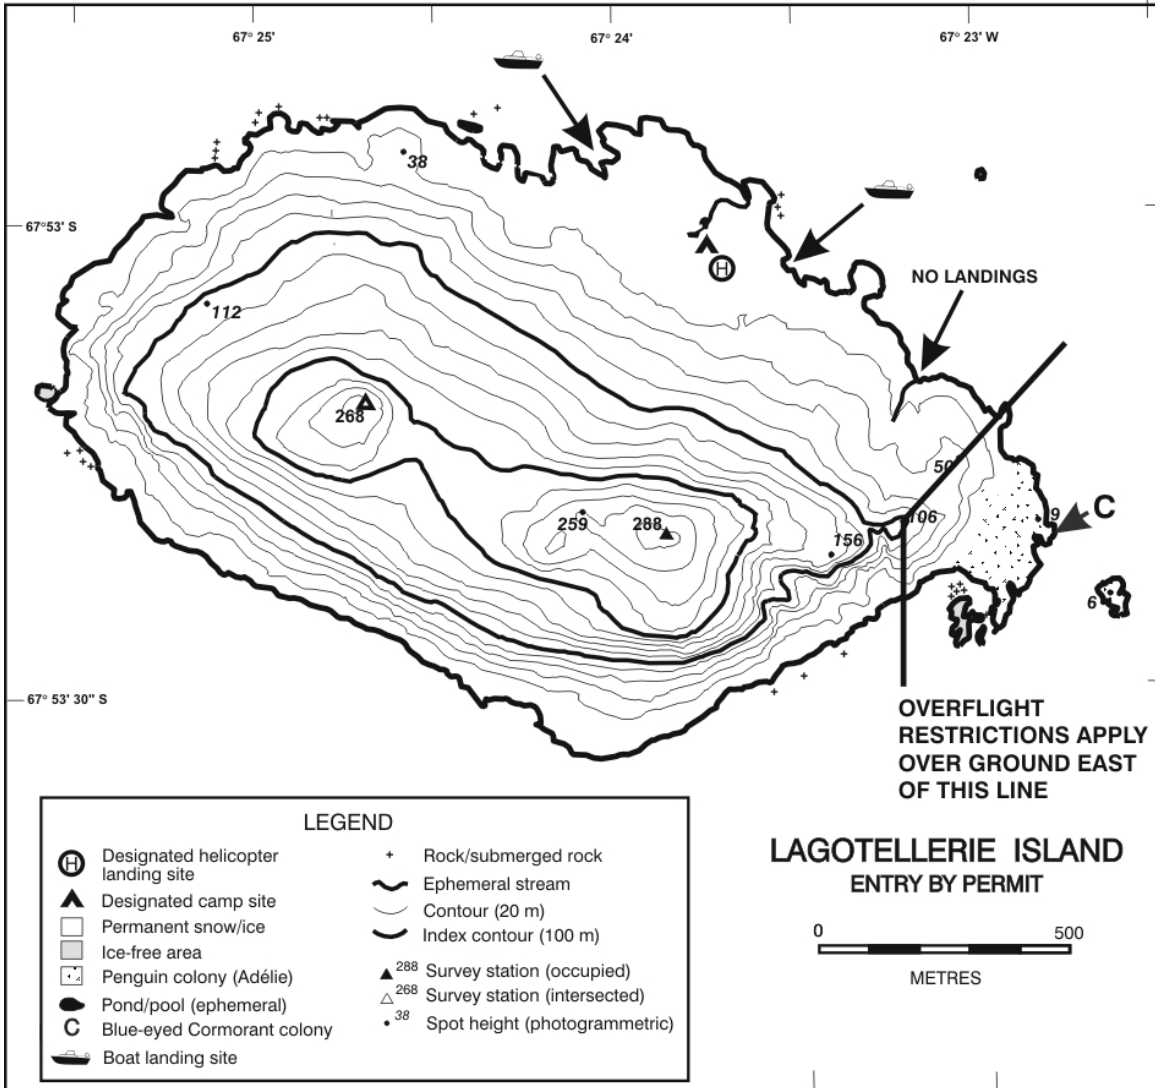 67° 25'
67° 24'
67° 23' W
38
67°53' S
H
NO LANDINGS
112
268
50
259
288
106
9
C
156
6
67° 53' 30" S
OVERFLIGHT
RESTRICTIONS APPLY
OVER GROUND EAST
OF THIS LINE
LEGEND
H Designated helicopter
landing site
Designated camp site
Permanent snow/ice
Ice-free area
Penguin colony (Adélie)
Pond/pool (ephemeral)
C Blue-eyed Cormorant colony
Boat landing site
Rock/submerged rock
Ephemeral stream
Contour (20 m)
Index contour (100 m)
288 Survey station (occupied)
268 Survey station (intersected)
38 Spot height (photogrammetric)
LAGOTELLERIE ISLAND
ENTRY BY PERMIT
0 500
METRES